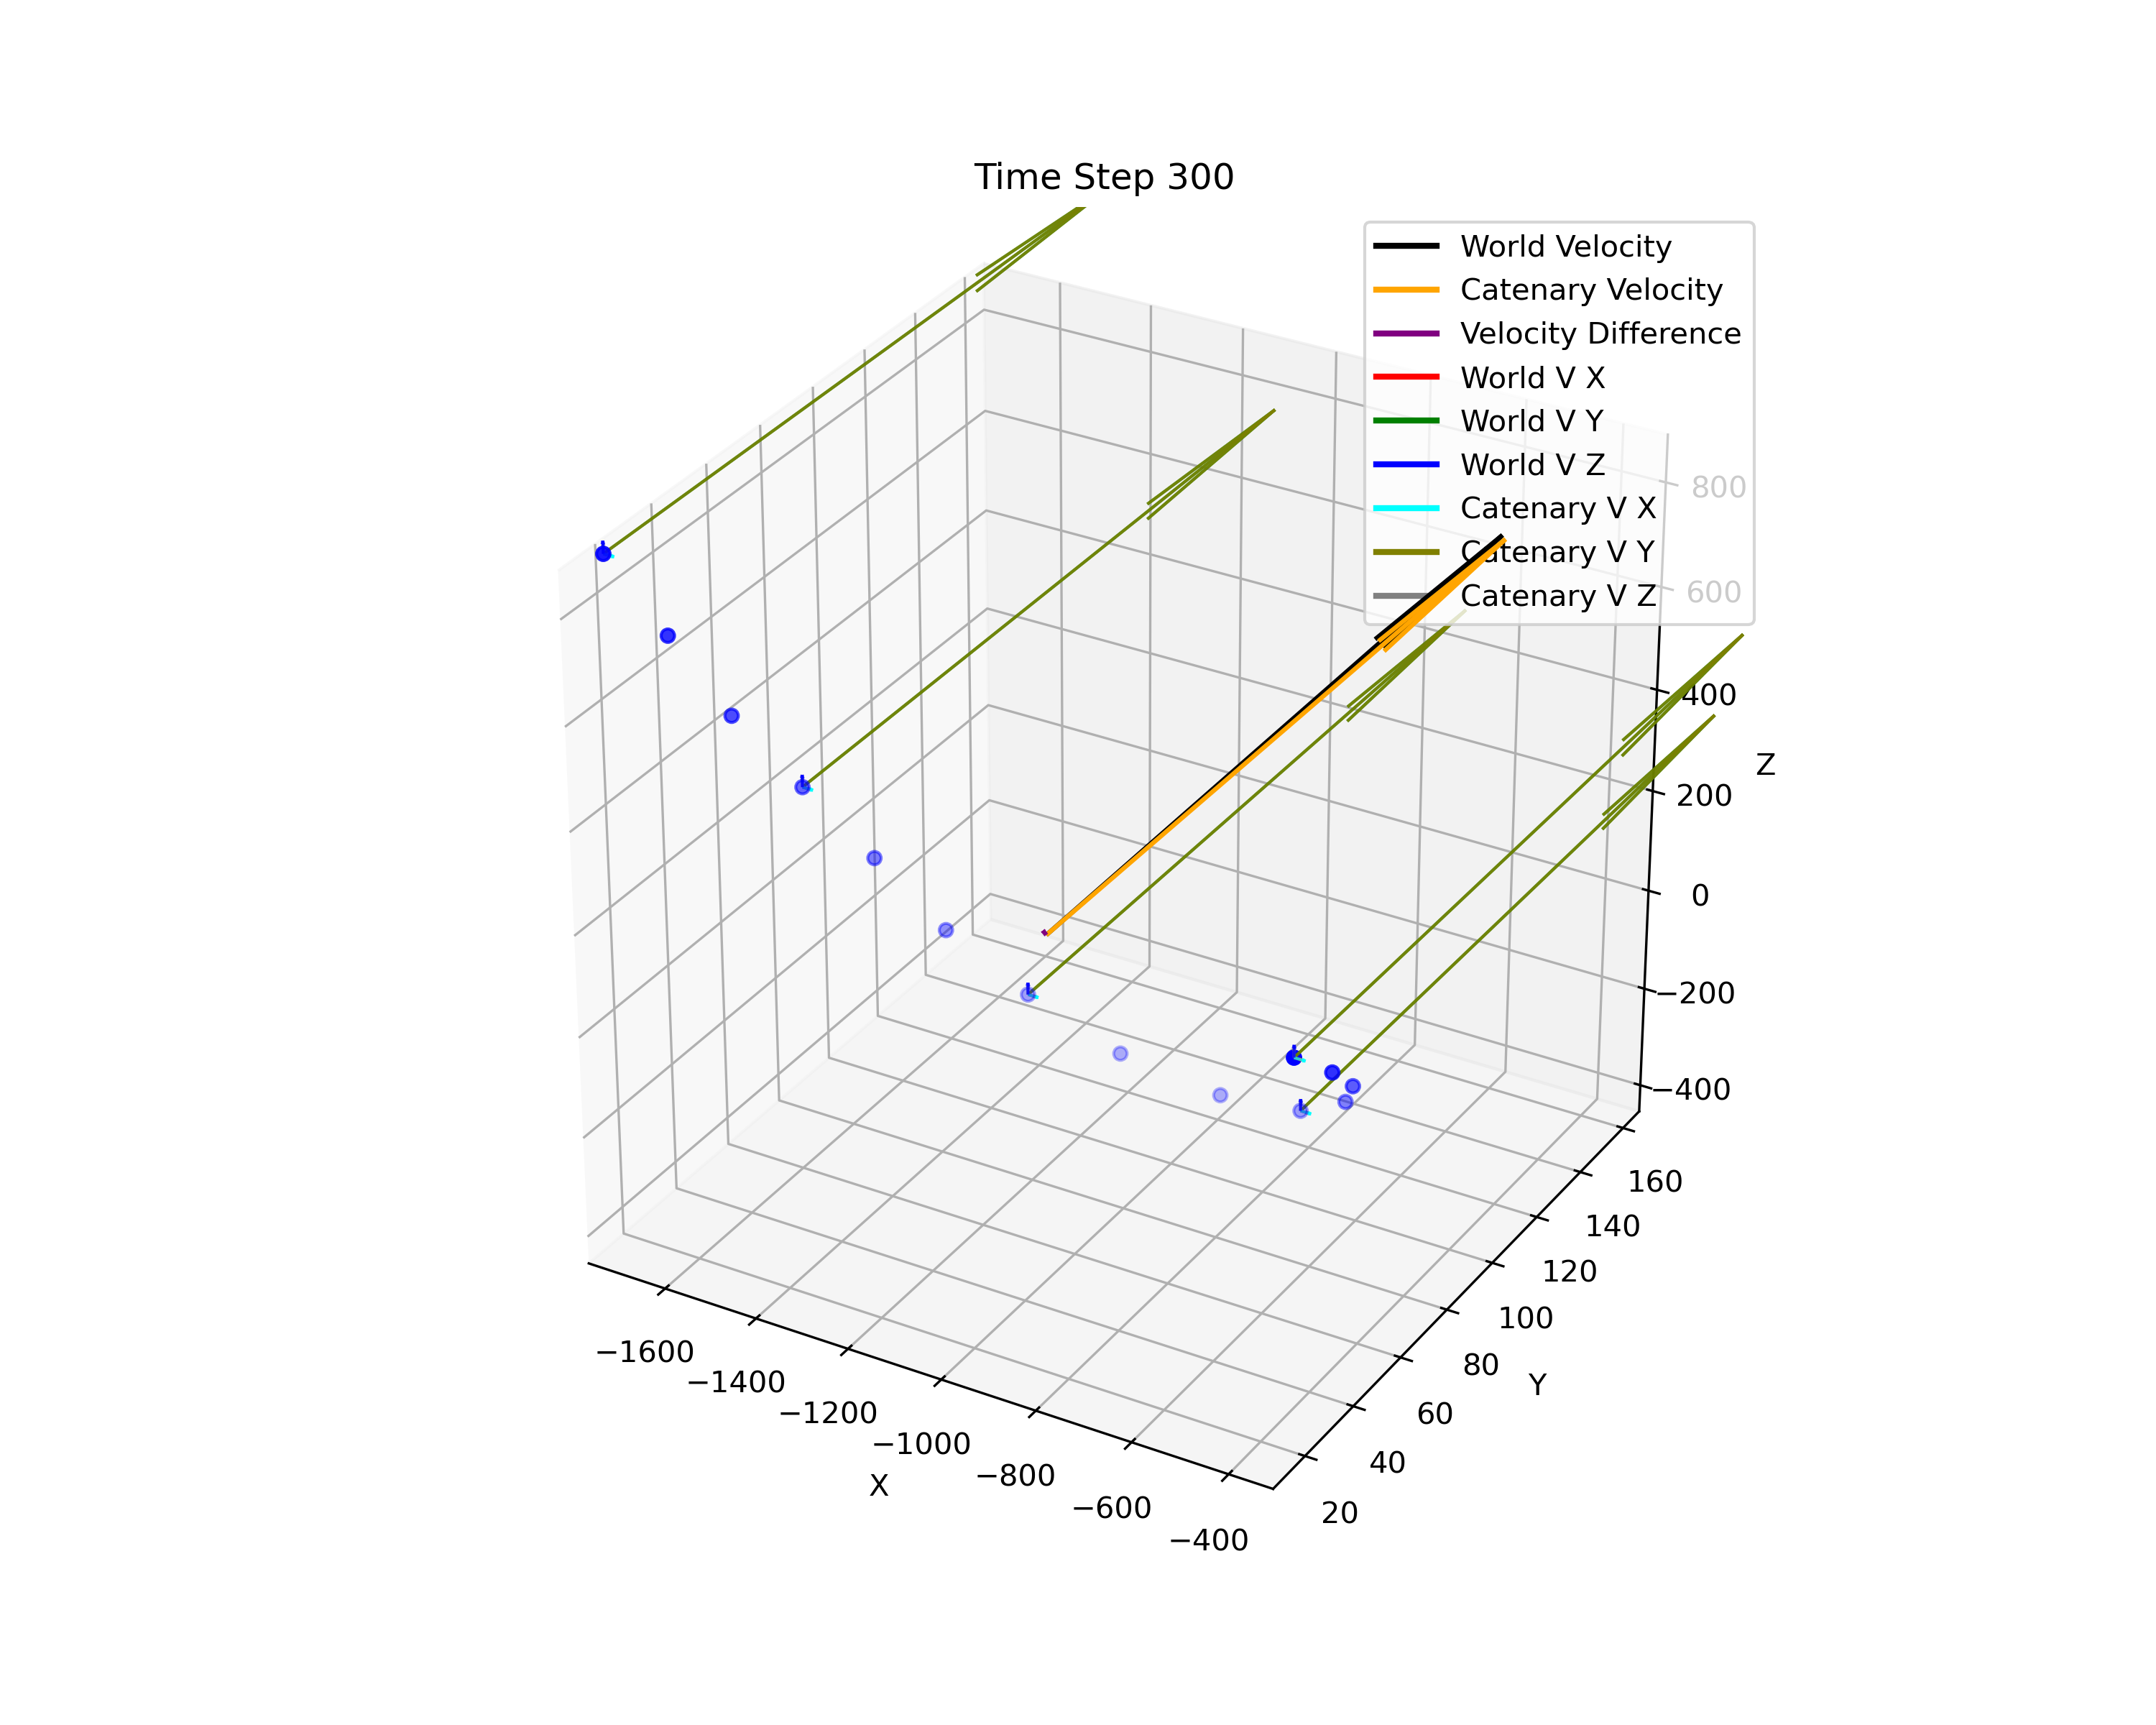 Time Step 300
World Velocity
Catenary Velocity
Velocity Difference
World V X
World V Y
World V Z
Catenary V X
Catenary V Y
Catenary V Z
800
600
400
Z
200
0
−200
−400
160
140
120
100
80
Y
60
40
20
−1600
−1400
−1200
−1000
−800
X
−600
−400